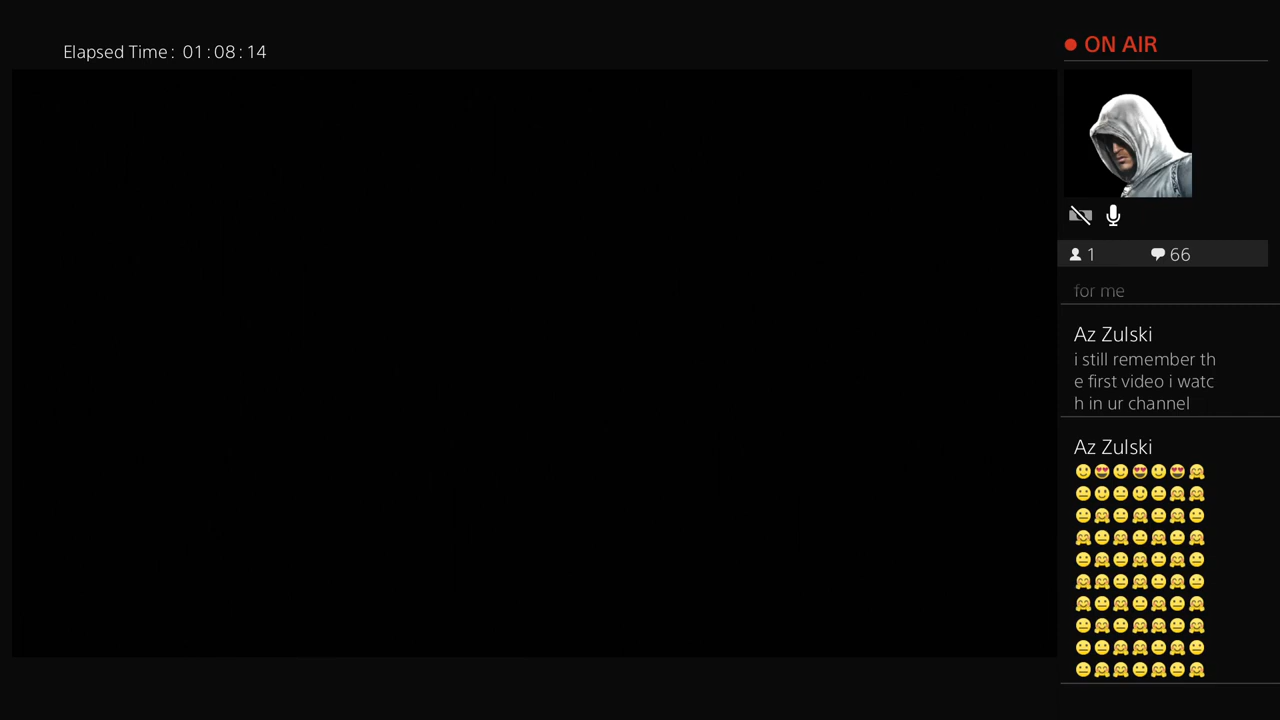 Elapsed Time: 01:08:14
ON AIR
1 66
for me
Az Zulski
i still remember th
e first video i watc
h in ur channel
Az Zulski